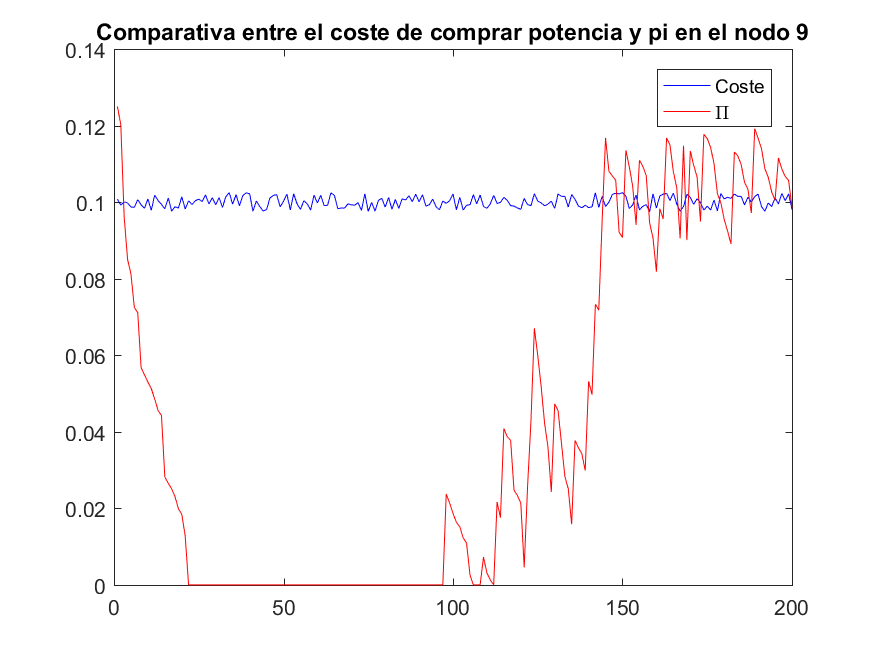 Comparativa entre el coste de comprar potencia y pi en el nodo 9
0.14
0.12
0.1
0.08
0.06
0.04
0.02
0
0 50 100 150 200
Coste
Π